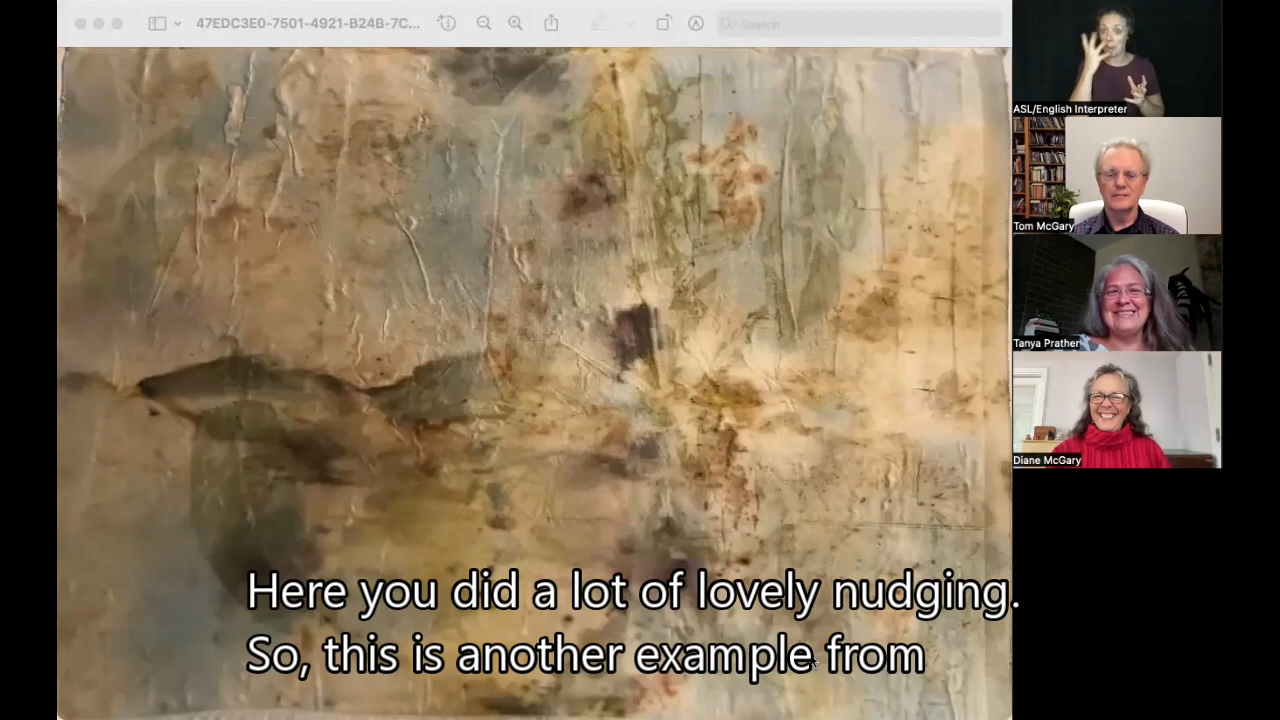 47EDC3E0-7501-4921-B24B-7C...
Search
ASL/English Interpreter
Tom McGary
Tanya Prather
Diane McGary
Here you did a lot of lovely nudging.
So, this is another example from